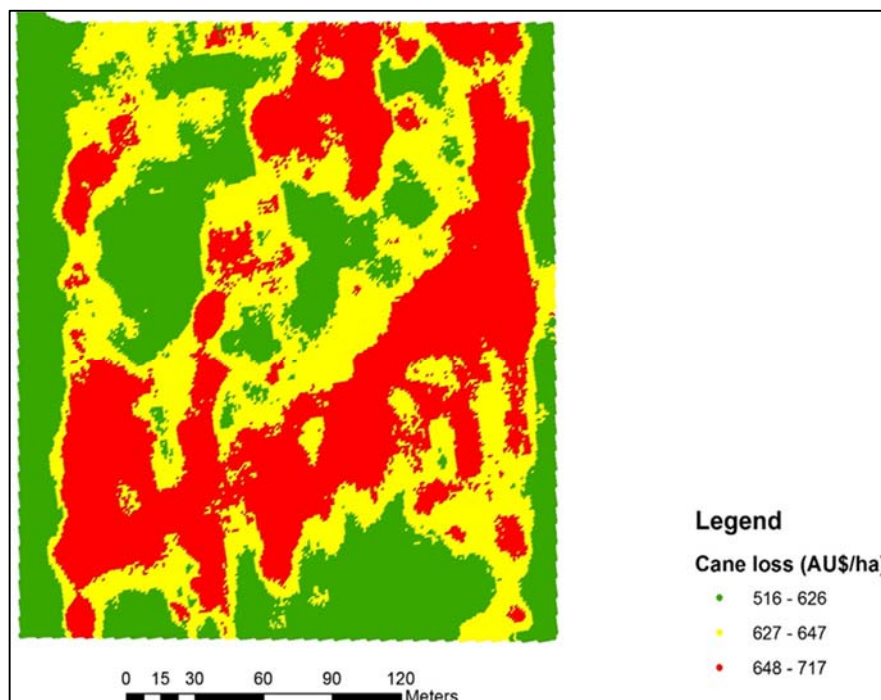 Legend
Cane loss (AU$/ha)
516 - 626
627 - 647
648 - 717
0 15 30 60 90 120
Meters